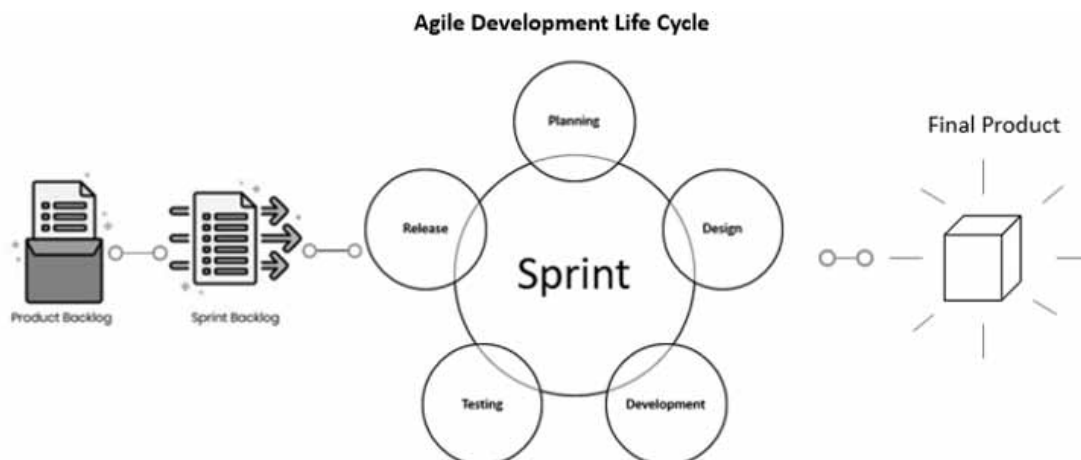 Agile Development Life Cycle
Planning
Final Product
Release
Design
Sprint
Product Backlog
Sprint Backlog
Testing
Development